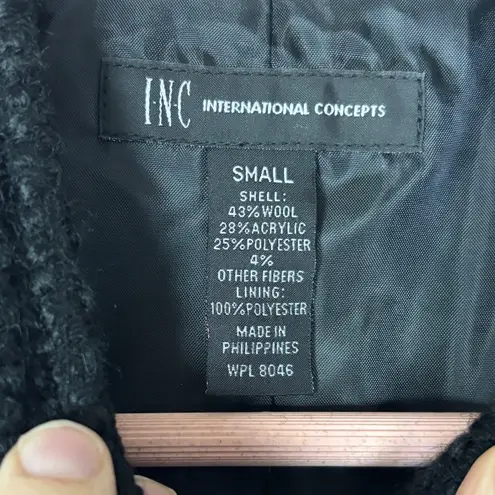 I·N·C INTERNATIONAL CONCEPTS
SMALL
SHELL:
43%WOOL
28%ACRYLIC
25%POLYESTER
4%
OTHER FIBERS
LINING:
100%POLYESTER
MADE IN
PHILIPPINES
WPL 8046